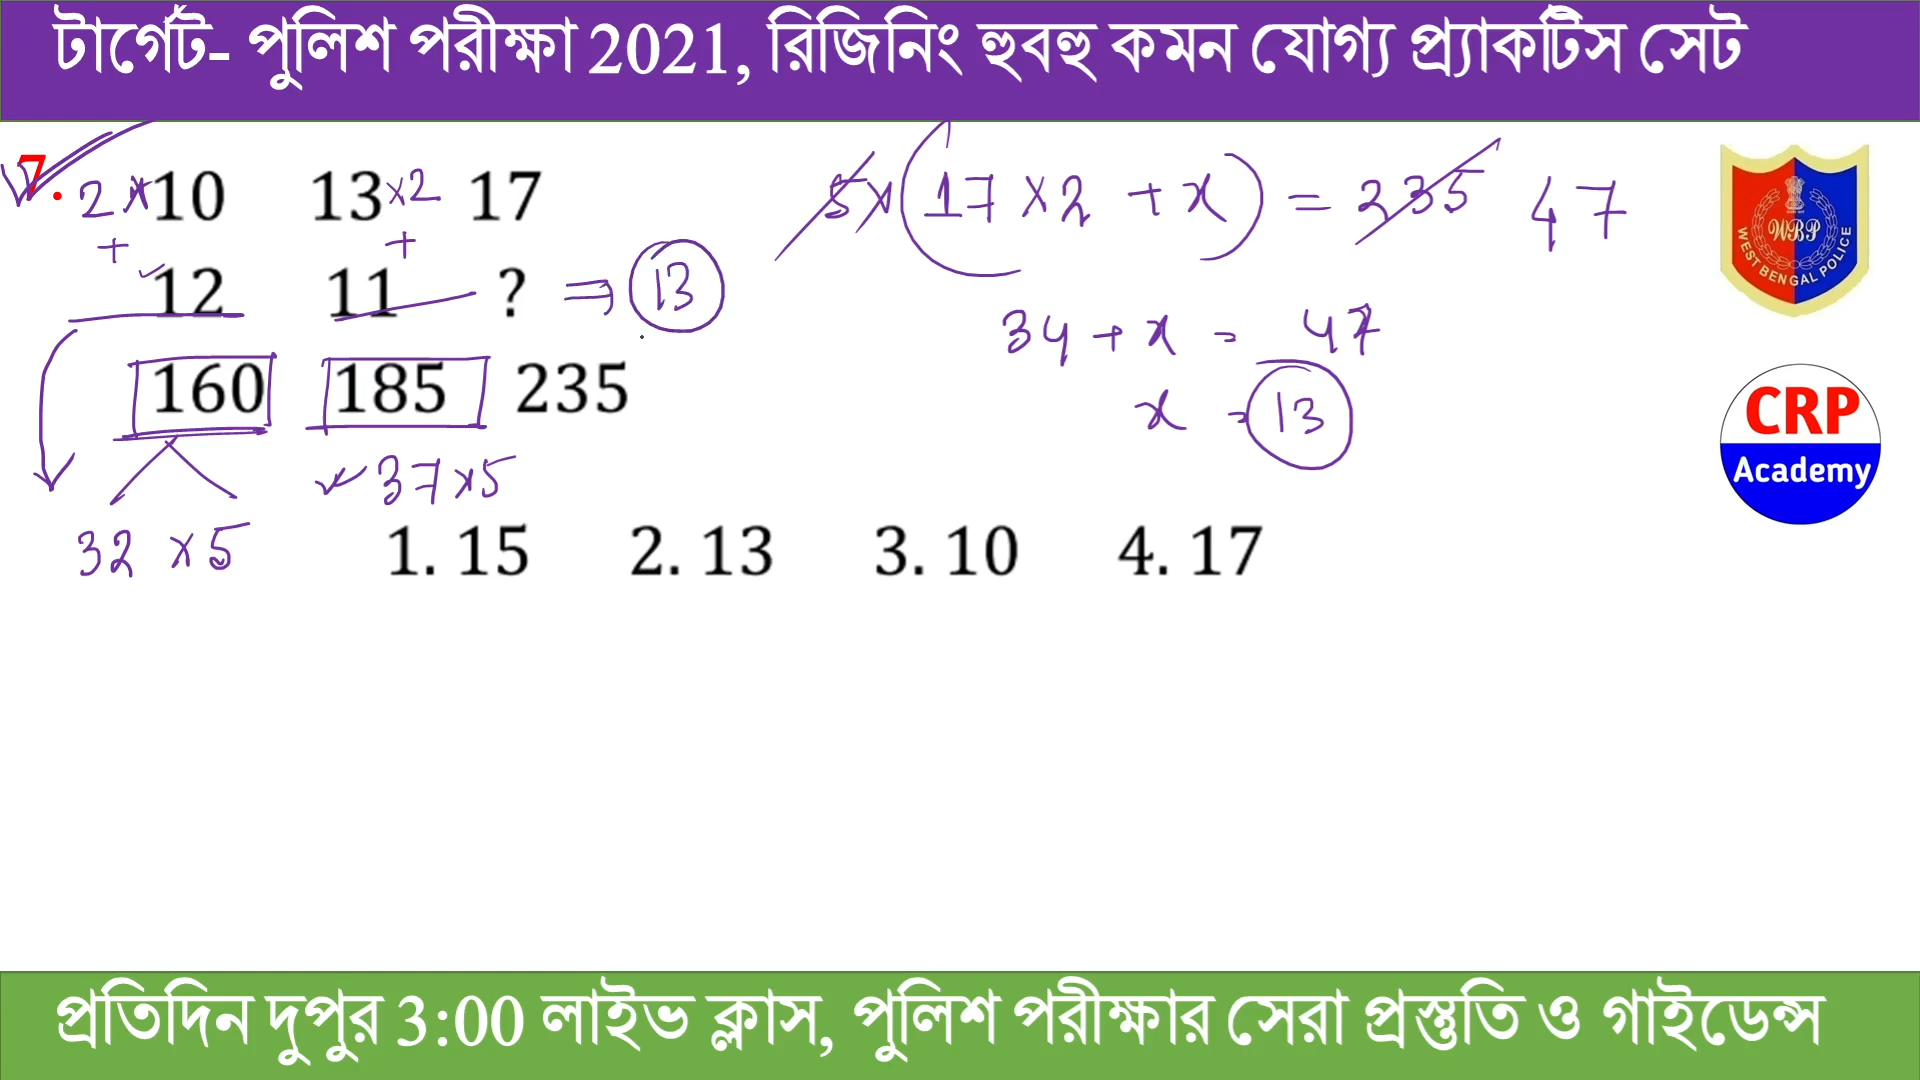 টার্গেট- পুলিশ পরীক্ষা 2021, রিজিনিং হুবহু কমন যোগ্য প্র্যাকটিস সেট
7. 2 × 10 13 × 2 17
+ +
12 11 ? ⇒ 13
160 185 235
32 × 5 37 × 5
5 × (17 × 2 + x) = 235 47
34 + x = 47
x = 13
1. 15 2. 13 3. 10 4. 17
WBP
WEST BENGAL POLICE
CRP
Academy
প্রতিদিন দুপুর 3:00 লাইভ ক্লাস, পুলিশ পরীক্ষার সেরা প্রস্তুতি ও গাইডেন্স